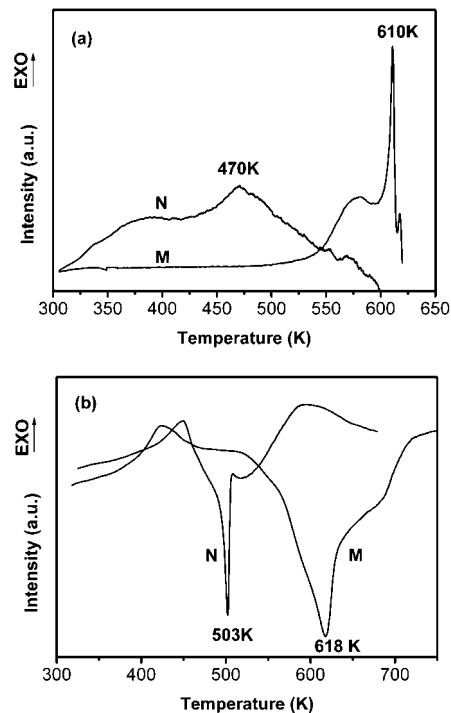 (a)
610K
EXO
470K
N
M
Intensity (a.u.)
300 350 400 450 500 550 600 650
Temperature (K)
(b)
EXO
N
M
503K
618 K
Intensity (a.u.)
300 400 500 600 700
Temperature (K)